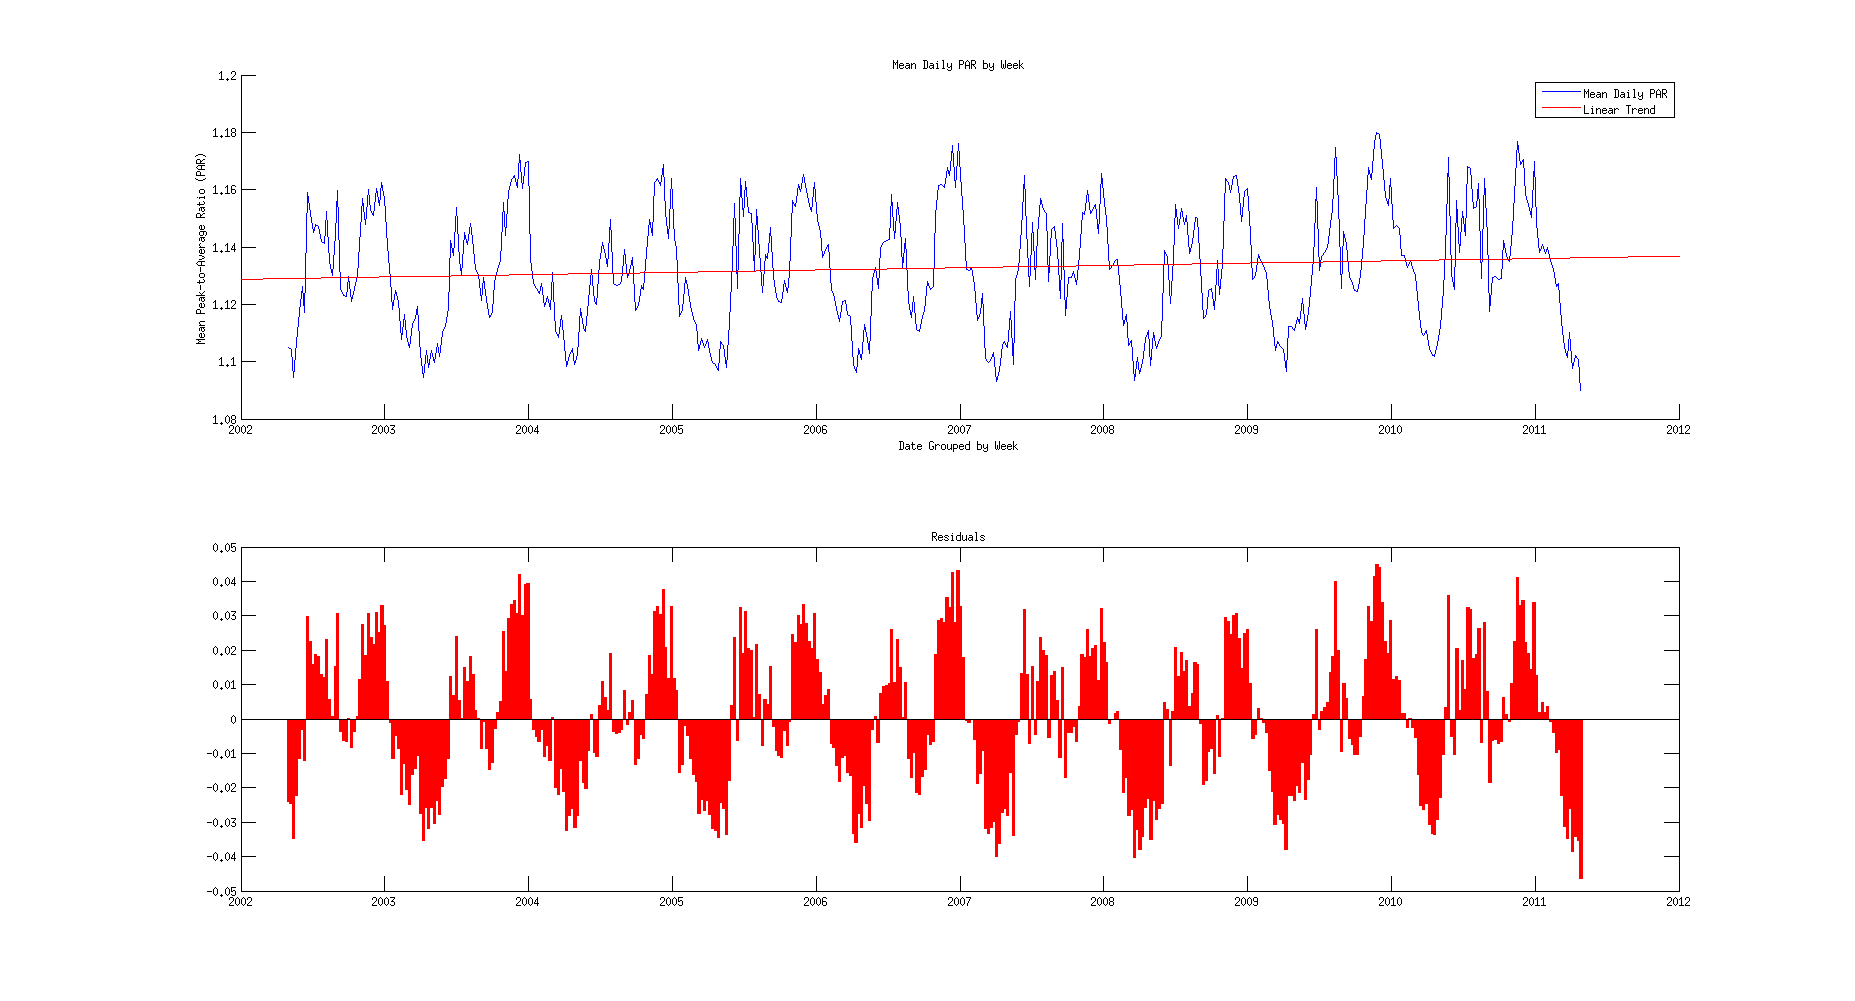 Mean Daily PAR by Week
Mean Peak-to-Average Ratio (PAR)
1.2
1.18
1.16
1.14
1.12
1.1
1.08
Mean Daily PAR
Linear Trend
2002 2003 2004 2005 2006 2007 2008 2009 2010 2011 2012
Date Grouped by Week
Residuals
0.05
0.04
0.03
0.02
0.01
0
-0.01
-0.02
-0.03
-0.04
-0.05
2002 2003 2004 2005 2006 2007 2008 2009 2010 2011 2012